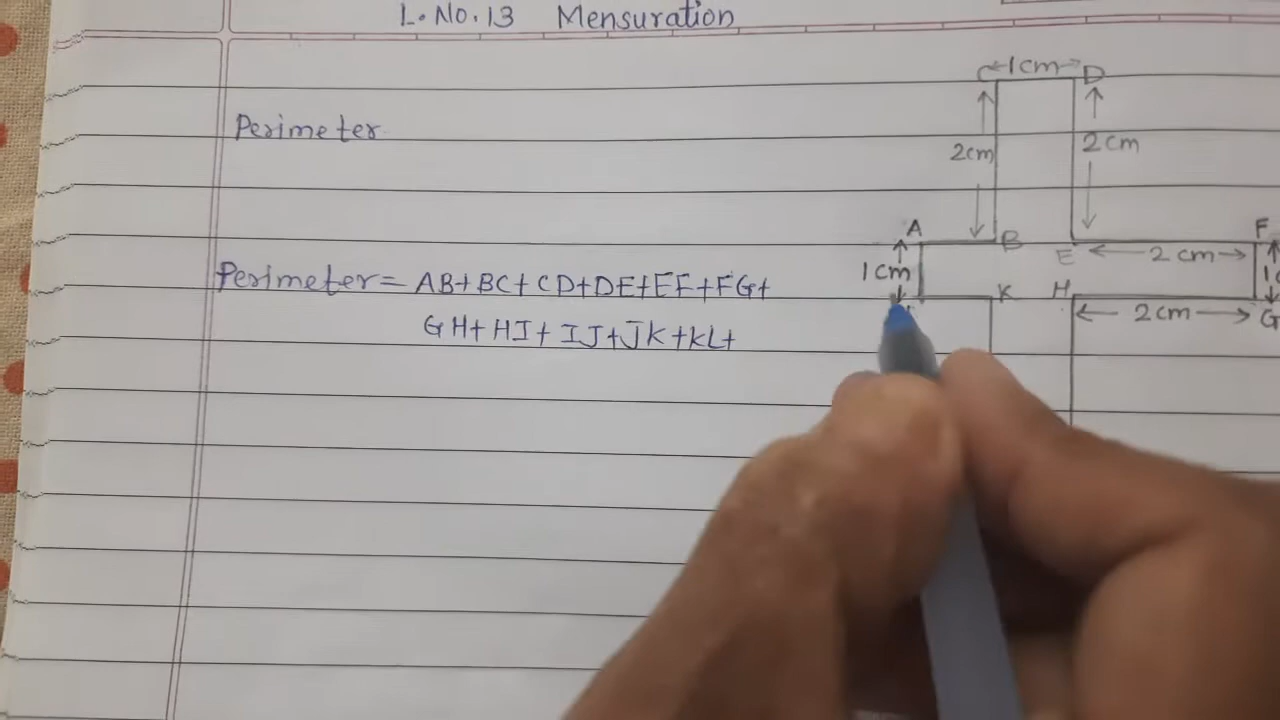 L. No. 13 Mensuration
C 1cm D
Perimeter
2cm 2cm
A B E 2cm F
1cm
Perimeter = AB+BC+CD+DE+EF+FG+
K H 2cm G
GH+ HI+ IJ+JK+KL+